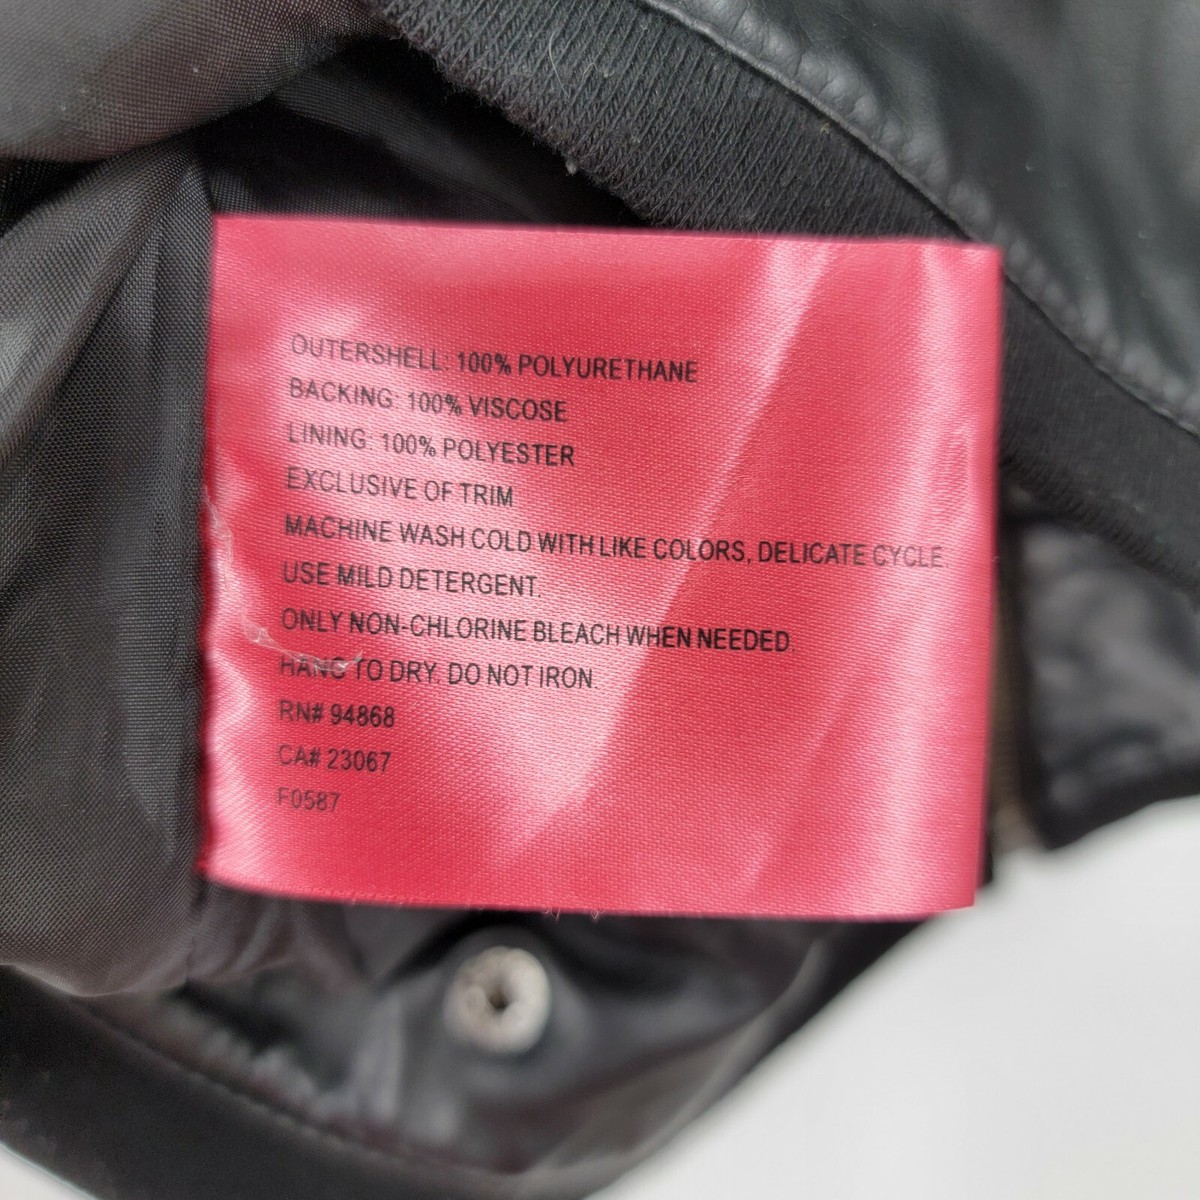 OUTERSHELL: 100% POLYURETHANE
BACKING: 100% VISCOSE
LINING: 100% POLYESTER
EXCLUSIVE OF TRIM
MACHINE WASH COLD WITH LIKE COLORS, DELICATE CYCLE.
USE MILD DETERGENT.
ONLY NON-CHLORINE BLEACH WHEN NEEDED.
HANG TO DRY. DO NOT IRON.
RN# 94868
CA# 23067
F0587